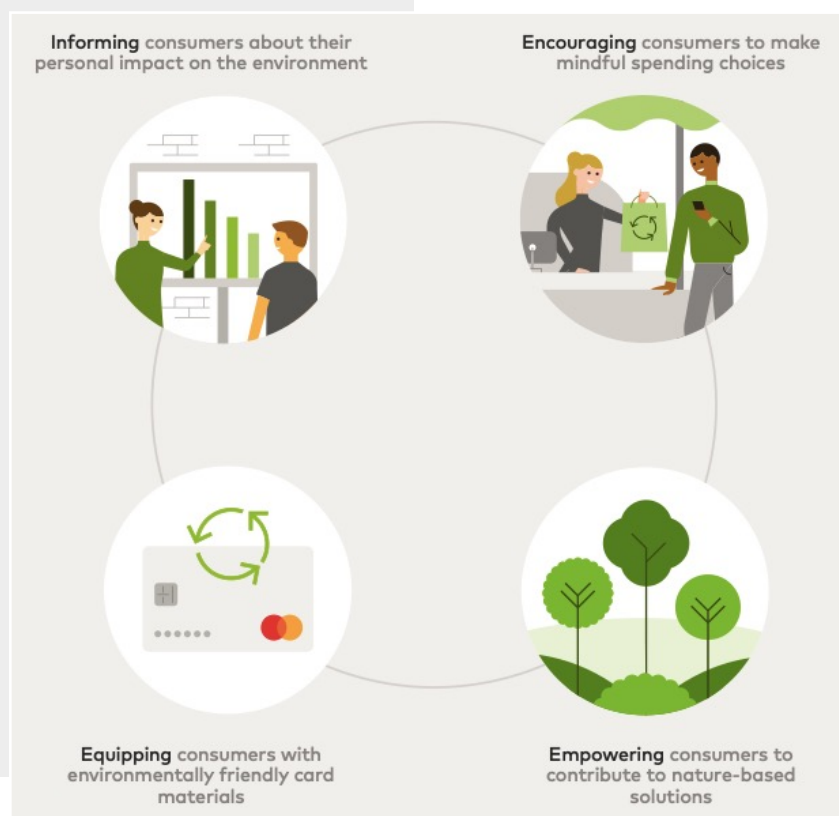 Informing consumers about their
personal impact on the environment
Encouraging consumers to make
mindful spending choices
Equipping consumers with
environmentally friendly card
materials
Empowering consumers to
contribute to nature-based
solutions